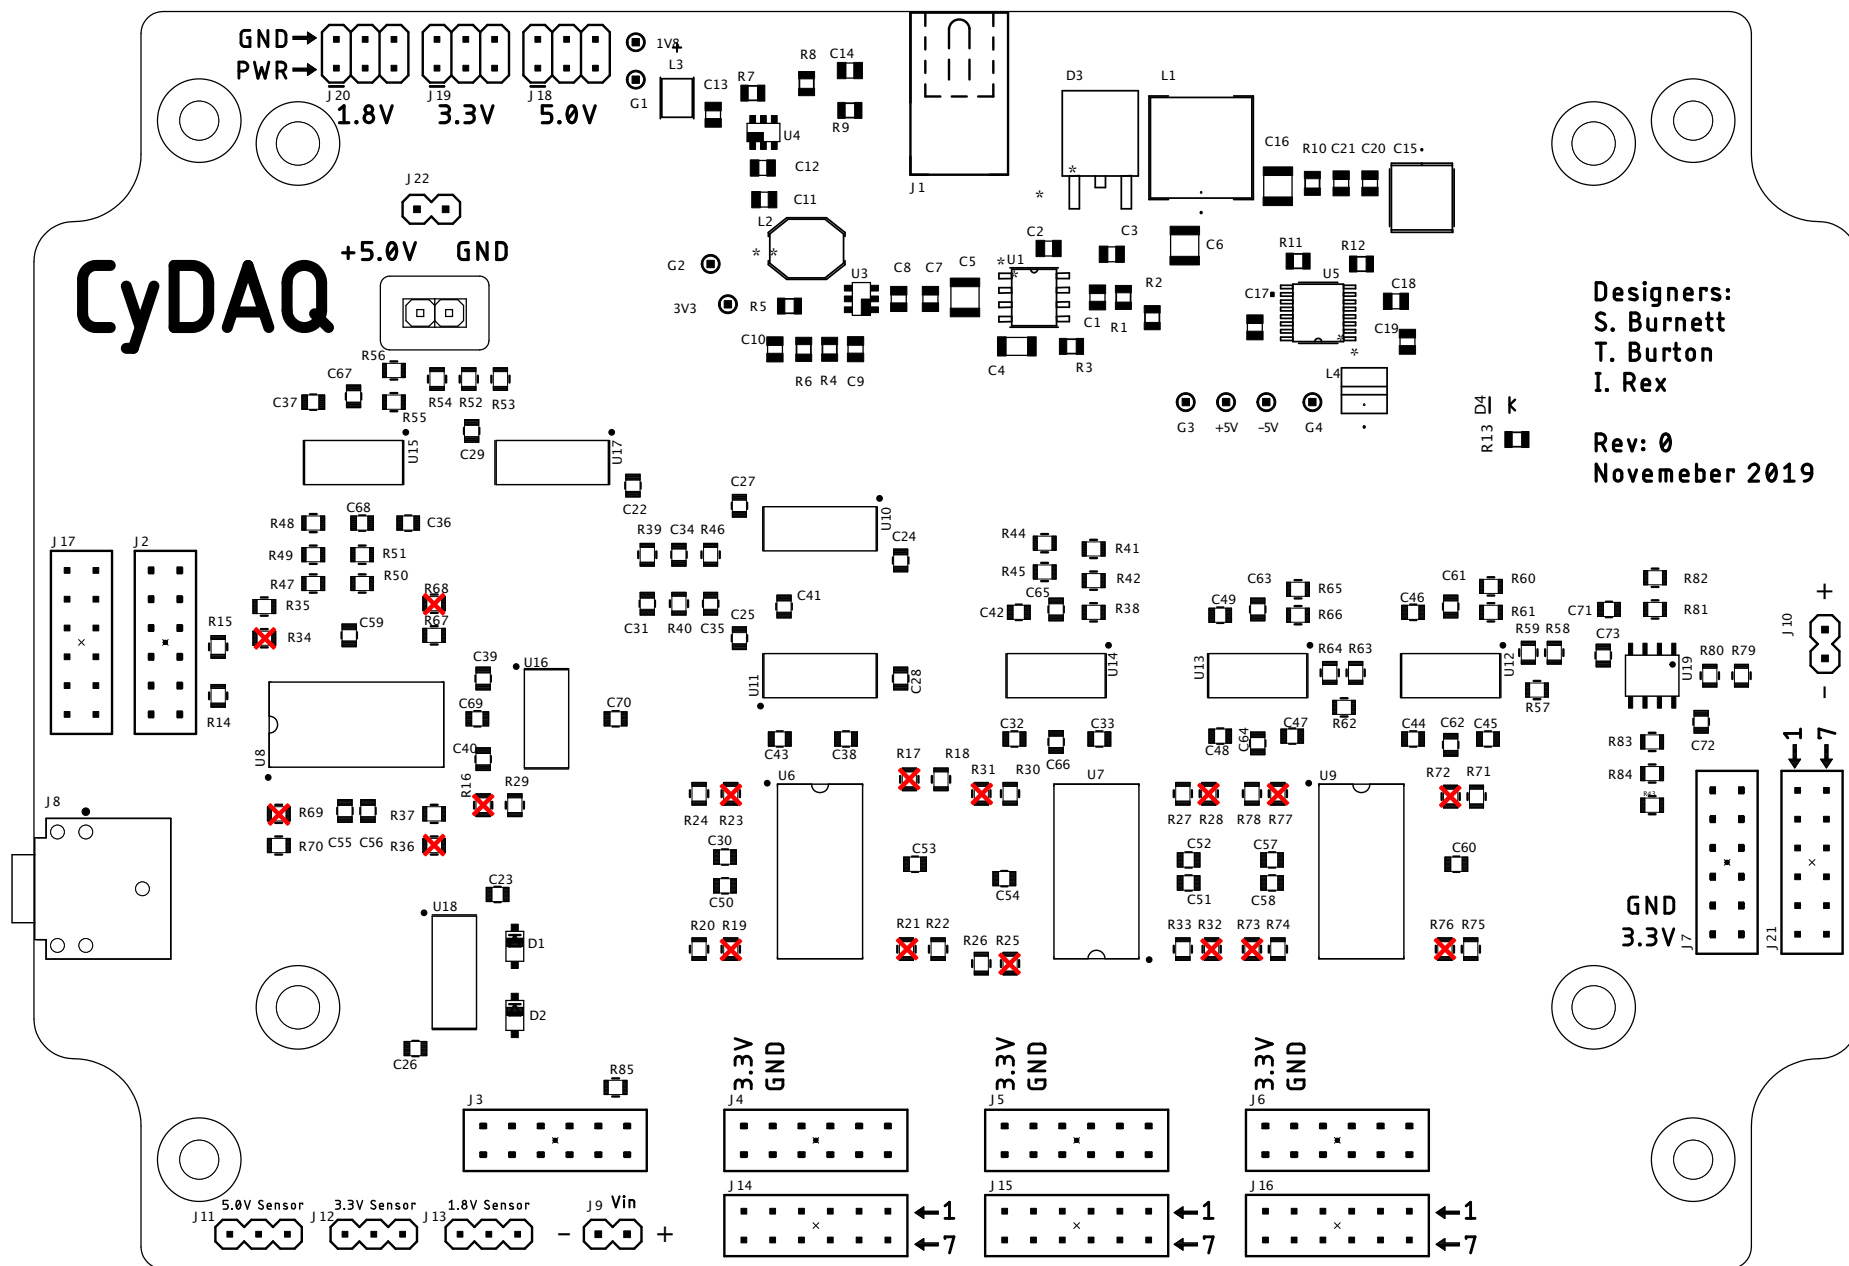 GND
PWR
J20 J19 J18
1.8V 3.3V 5.0V
1V8
+
L3
G1
C13
R7
R8 C14
R9
U4
C12
C11
L2
* *
J1
D3
*
*
L1
C16
R10 C21 C20 C15
J22
+5.0V GND
CyDAQ
G2
3V3
R5
U3
C8 C7 C5
* U1
*
C2
C3
C1 R1
R2
C6
R11 R12
U5
C17
C18
C19
*
*
C10
R6 R4 C9
C4
R3
L4
G3 +5V -5V G4
D4 K
R13
Designers:
S. Burnett
T. Burton
I. Rex
Rev: 0
Novemeber 2019
R56
C67
C37
R54 R52 R53
R55
C29
U15
U17
C22
C27
U10
C24
J17 J2
R48 C68 C36
R49 R51
R47 R50
R35
R34
R15
R14
C59
R68
R67
R39 C34 R46
C31 R40 C35
C25
C41
R44 R41
R45 R42
C65
C42 R38
C63
C49
R65
R66
C61
C46
R60
R61
R59 R58
C71
C73
R82
R81
J10
+
-
C39
U16
C69
C40
C70
U8
U11
C28
U14
U13
R64 R63
R62
U12
R57
U19
R80 R79
C72
C43 C38
C32 C33
C66
C48 C64 C47
C44 C62 C45
R83
R84
R43
1 7
J8
R69
R70
C55 C56
R37
R36
R16
R29
R24 R23
U6
R17 R18
R31 R30
U7
R27 R28
R78 R77
U9
R72 R71
C30
C50
C53
C54
C52
C51
C57
C58
C60
C23
U18
D1
D2
R20 R19
R21 R22
R26 R25
R33 R32
R73 R74
R76 R75
GND
3.3V
J7
J21
C26
R85
J3
3.3V
GND
J4
3.3V
GND
J5
3.3V
GND
J6
J14
1
7
J15
1
7
J16
1
7
5.0V Sensor 3.3V Sensor 1.8V Sensor
J11 J12 J13
J9 Vin
- +